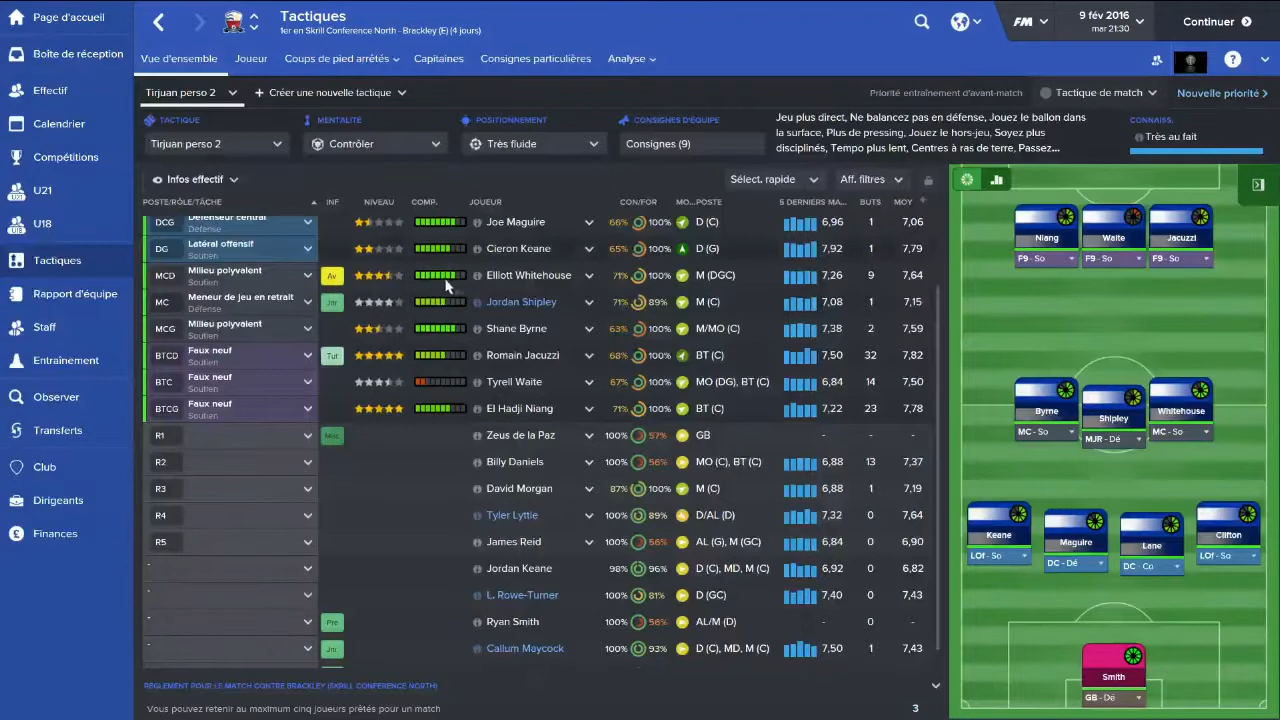 Page d'accueil
Boîte de réception
Effectif
Calendrier
Compétitions
U21
U18
Tactiques
Rapport d'équipe
Staff
Entraînement
Observer
Transferts
Club
Dirigeants
Finances
Tactiques
1er en Skrill Conference North - Brackley (E) (4 jours)
FM
9 fév 2016
mar 21:30
Continuer
Vue d'ensemble
Joueur
Coups de pied arrêtés
Capitaines
Consignes particulières
Analyse
Tirjuan perso 2
+ Créer une nouvelle tactique
Priorité entraînement d'avant-match
Tactique de match
Nouvelle priorité
TACTIQUE
MENTALITÉ
POSITIONNEMENT
CONSIGNES D'ÉQUIPE
Tirjuan perso 2
Contrôler
Très fluide
Consignes (9)
Jeu plus direct, Ne balancez pas en défense, Jouez le ballon dans
la surface, Plus de pressing, Jouez le hors-jeu, Soyez plus
disciplinés, Tempo plus lent, Centres à ras de terre, Passez...
CONNAISS.
Très au fait
Infos effectif
Sélect. rapide
Aff. filtres
POSTE/RÔLE/TÂCHE INF NIVEAU COMP. JOUEUR CON/FOR MO... POSTE 5 DERNIERS MA... BUTS MOY
DCG Défenseur central Défense Joe Maguire 66% 100% D (C) 6,96 1 7,06
DG Latéral offensif Soutien Cieron Keane 65% 100% D (G) 7,92 1 7,79
MCD Milieu polyvalent Soutien Av Elliott Whitehouse 71% 100% M (DGC) 7,26 9 7,64
MC Meneur de jeu en retrait Défense Jor Jordan Shipley 71% 89% M (C) 7,08 1 7,15
MCG Milieu polyvalent Soutien Shane Byrne 63% 100% M/MO (C) 7,38 2 7,59
BTCD Faux neuf Soutien Tut Romain Jacuzzi 68% 100% BT (C) 7,50 32 7,82
BTC Faux neuf Soutien Tyrell Waite 67% 100% MO (DG), BT (C) 6,84 14 7,50
BTCG Faux neuf Soutien El Hadji Niang 71% 100% BT (C) 7,22 23 7,78
R1 Zeus de la Paz 100% 57% GB - - -
R2 Billy Daniels 100% 56% MO (C), BT (C) 6,88 13 7,37
R3 David Morgan 87% 100% M (C) 6,88 1 7,19
R4 Tyler Lyttle 100% 89% D/AL (D) 7,32 0 7,64
R5 James Reid 100% 56% AL (G), M (GC) 6,84 0 6,90
- Jordan Keane 98% 96% D (C), MD, M (C) 6,92 0 6,82
- L. Rowe-Turner 100% 81% D (GC) 7,40 0 7,43
- Pre Ryan Smith 100% 56% AL/M (D) - 0 -
- Callum Maycock 100% 93% D (C), MD, M (C) 7,50 1 7,43
RÈGLEMENT POUR LE MATCH CONTRE BRACKLEY (SKRILL CONFERENCE NORTH)
Vous pouvez retenir au maximum cinq joueurs prêtés pour un match 3
Niang Waite Jacuzzi
F9 - So F9 - So F9 - So
Byrne Shipley Whitehouse
MC - So MJR - Dé MC - So
Keane Maguire Lane Clifton
LOf - So DC - Dé DC - Co LOf - So
Smith
GB - Dé